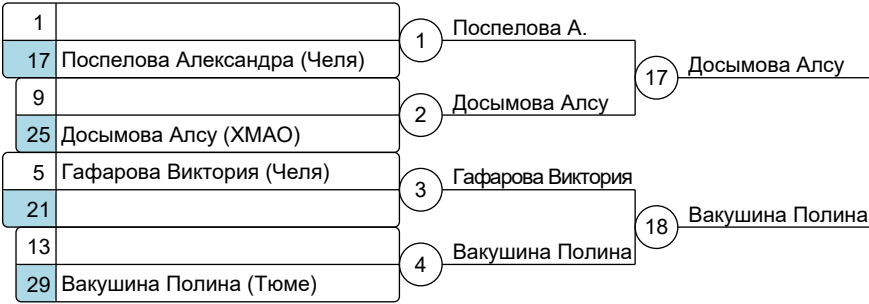 1
17 Поспелова Александра (Челя)
1
Поспелова А.
9
25 Досымова Алсу (ХМАО)
2
Досымова Алсу
17
Досымова Алсу
5 Гафарова Виктория (Челя)
21
3
Гафарова Виктория
13
29 Вакушина Полина (Тюме)
4
Вакушина Полина
18
Вакушина Полина